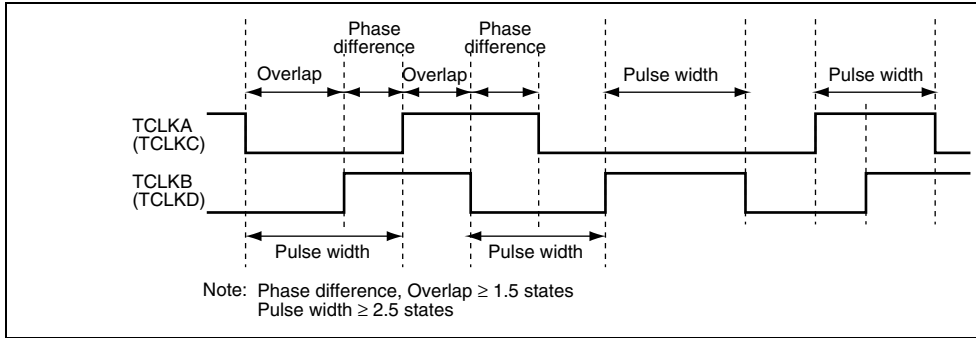 Phase
difference
Phase
difference
Overlap
Overlap
Pulse width
Pulse width
TCLKA
(TCLKC)
TCLKB
(TCLKD)
Pulse width
Pulse width
Note: Phase difference, Overlap ≥ 1.5 states
Pulse width ≥ 2.5 states